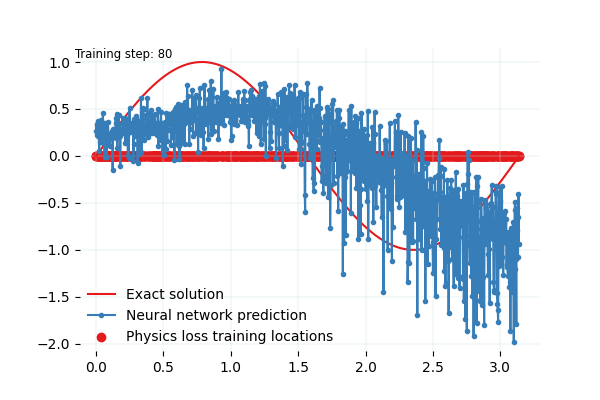 Training step: 80
1.0
0.5
0.0
−0.5
−1.0
−1.5
−2.0
Exact solution
Neural network prediction
Physics loss training locations
0.0 0.5 1.0 1.5 2.0 2.5 3.0